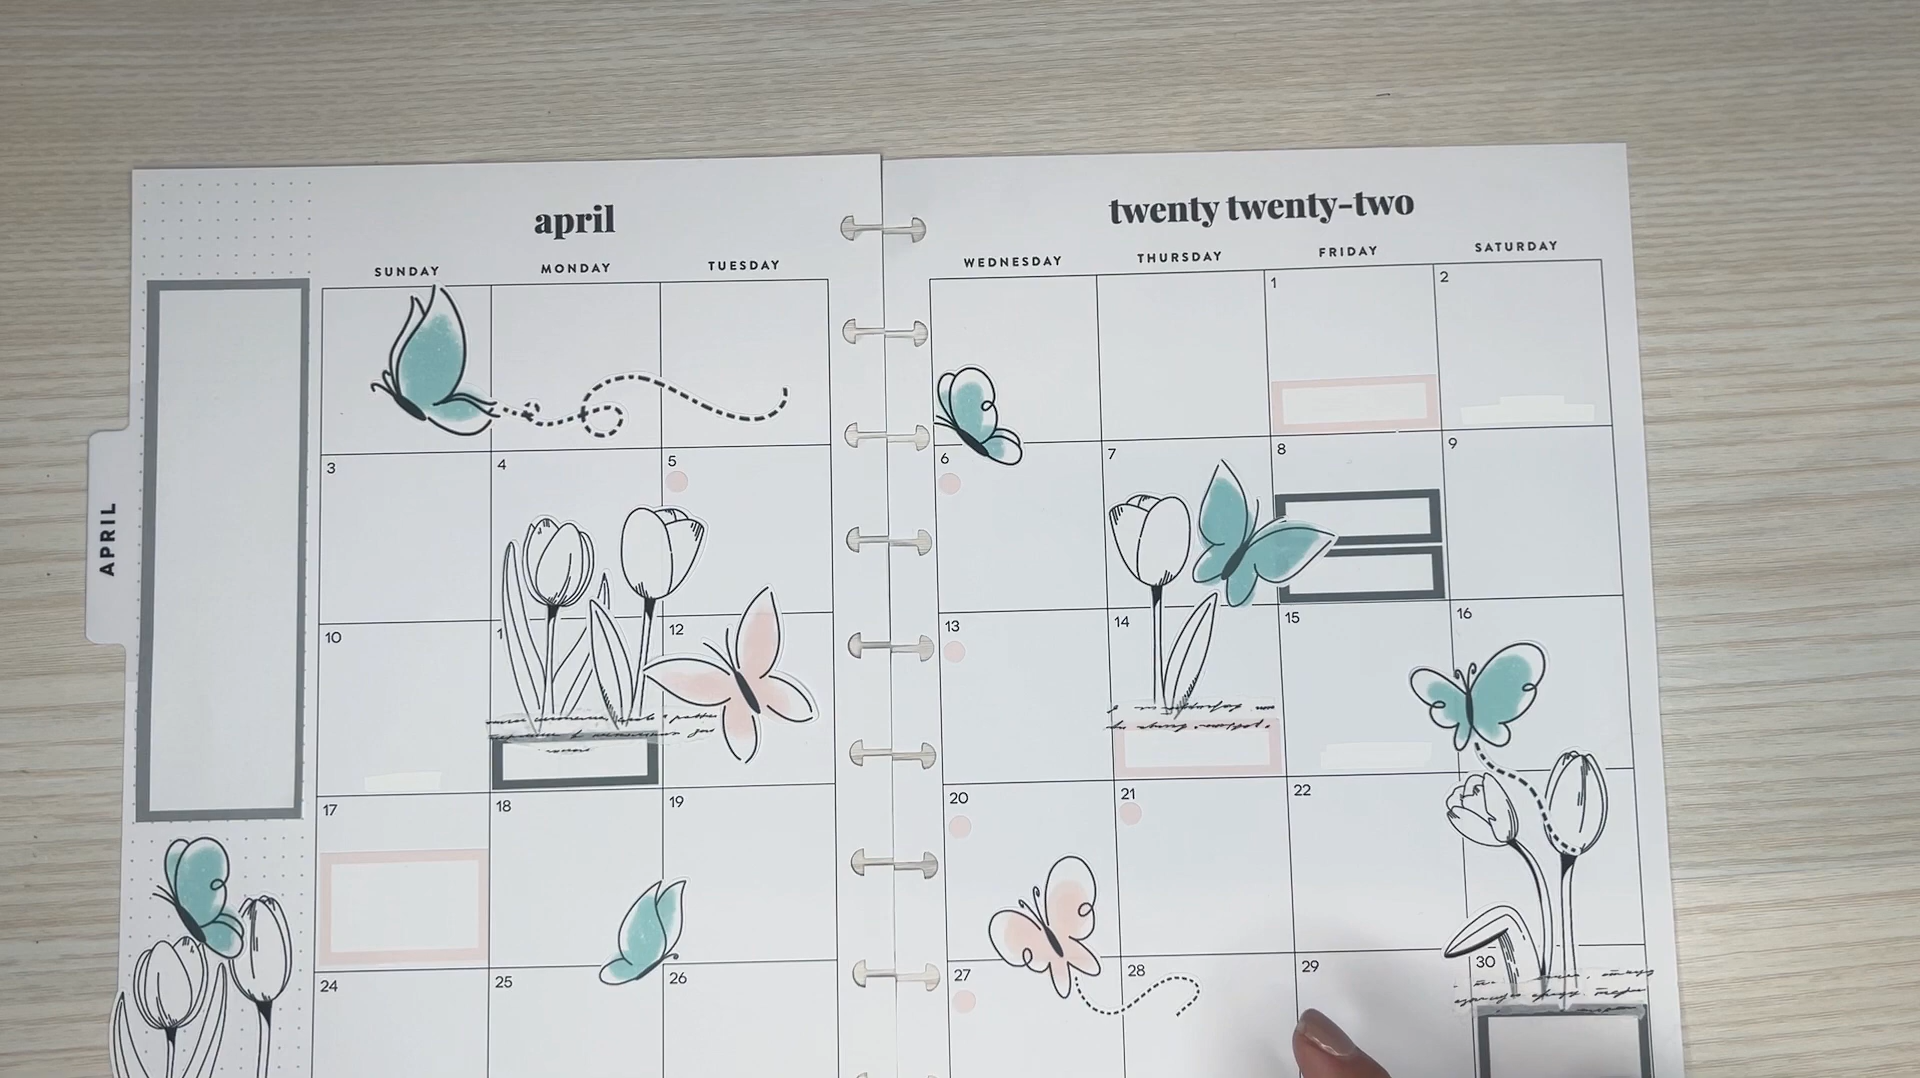 april
twenty twenty-two
SUNDAY MONDAY TUESDAY WEDNESDAY THURSDAY FRIDAY SATURDAY
1 2
3 4 5 6 7 8 9
10 1 12 13 14 15 16
17 18 19 20 21 22
24 25 26 27 28 29 30
APRIL